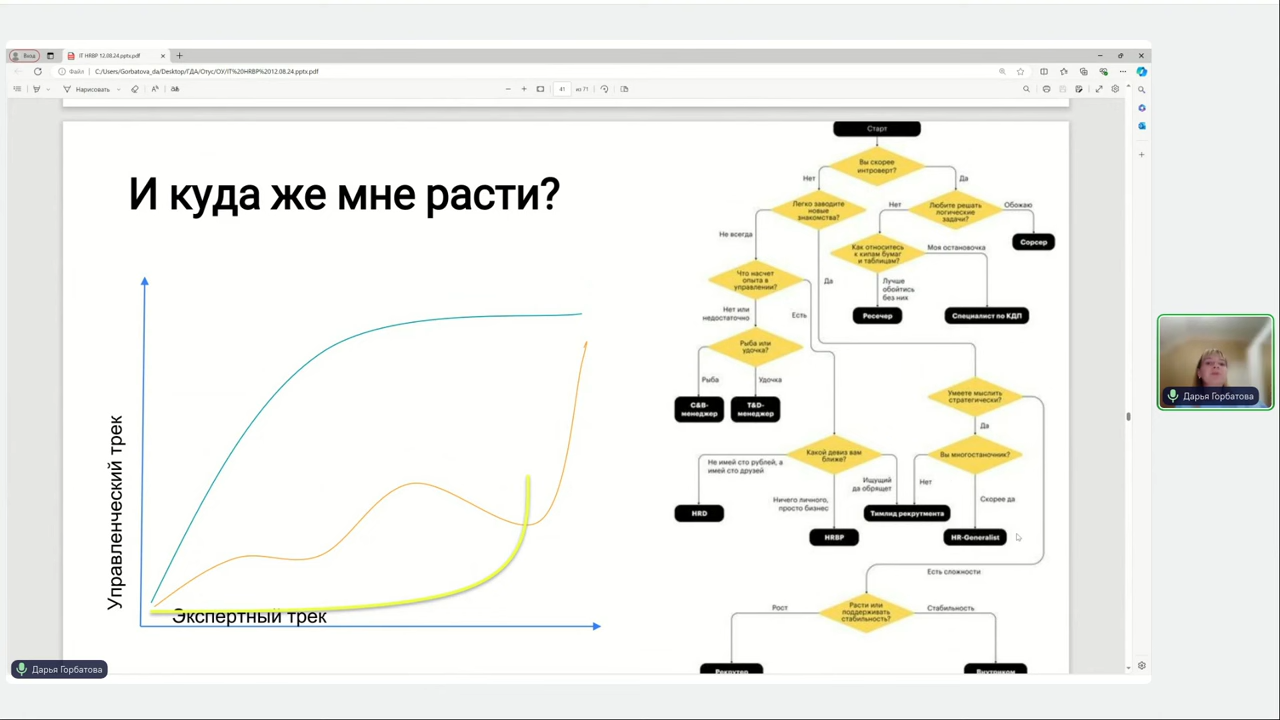 Вход
IT HRBP 12.08.24.pptx.pdf
Файл
C:/Users/Gorbatova_da/Desktop/ГДА/Отус/ОУ/IT%20HRBP%2012.08.24.pptx.pdf
Нарисовать
41
из 71
И куда же мне расти?
Управленческий трек
Экспертный трек
Старт
Вы скорее
интроверт?
Нет
Да
Легко заводите
новые
знакомства?
Нет
Любите решать
логические
задачи?
Обожаю
Сорсер
Не всегда
Как относитесь
к кипам бумаг
и таблицам?
Моя остановочка
Что насчет
опыта в
управлении?
Да
Лучше
обойтись
без них
Нет или
недостаточно
Есть
Ресечер
Специалист по КДП
Рыба или
удочка?
Рыба
Удочка
C&B-
менеджер
T&D-
менеджер
Умеете мыслить
стратегически?
Да
Какой девиз вам
ближе?
Вы многостаночник?
Не имей сто рублей, а
имей сто друзей
Ищущий
да обрящет
Нет
Ничего личного,
просто бизнес
Скорее да
HRD
Тимлид рекрутмента
HRBP
HR-Generalist
Есть сложности
Рост
Расти или
поддерживать
стабильность?
Стабильность
Рекрутер
Дарья Горбатова
Дарья Горбатова